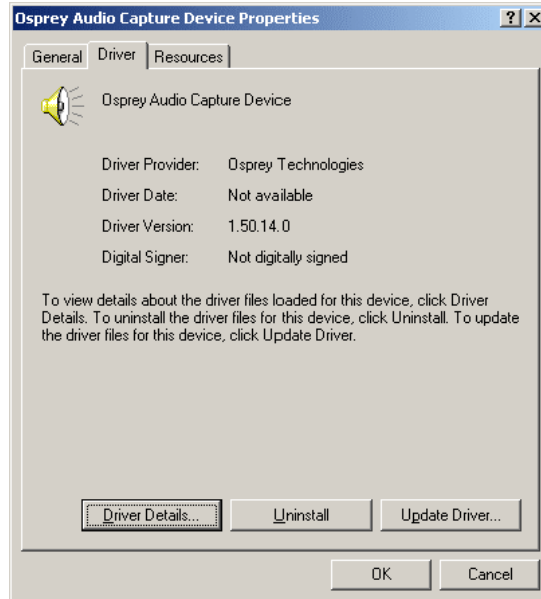 Osprey Audio Capture Device Properties
General Driver Resources
Osprey Audio Capture Device
Driver Provider: Osprey Technologies
Driver Date: Not available
Driver Version: 1.50.14.0
Digital Signer: Not digitally signed
To view details about the driver files loaded for this device, click Driver
Details. To uninstall the driver files for this device, click Uninstall. To update
the driver files for this device, click Update Driver.
Driver Details... Uninstall Update Driver...
OK Cancel